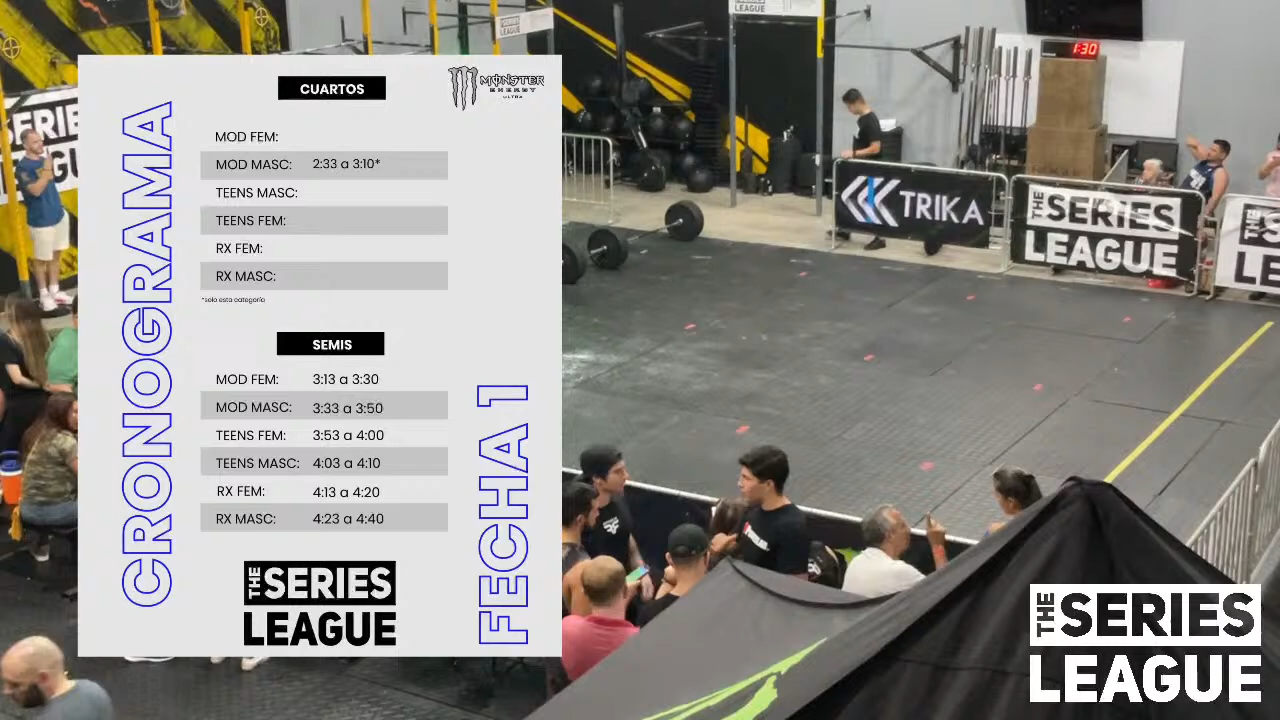 CRONOGRAMA
CUARTOS
MONSTER
ENERGY
ULTRA
MOD FEM:
MOD MASC: 2:33 a 3:10*
TEENS MASC:
TEENS FEM:
RX FEM:
RX MASC:
*solo esta categoría
SEMIS
MOD FEM: 3:13 a 3:30
MOD MASC: 3:33 a 3:50
TEENS FEM: 3:53 a 4:00
TEENS MASC: 4:03 a 4:10
RX FEM: 4:13 a 4:20
RX MASC: 4:23 a 4:40
FECHA 1
THE SERIES
LEAGUE
SERIES
LEAGUE
LEAGUE
1:30
TRIKA
THE SERIES
LEAGUE
THE SERIES
LEAGUE